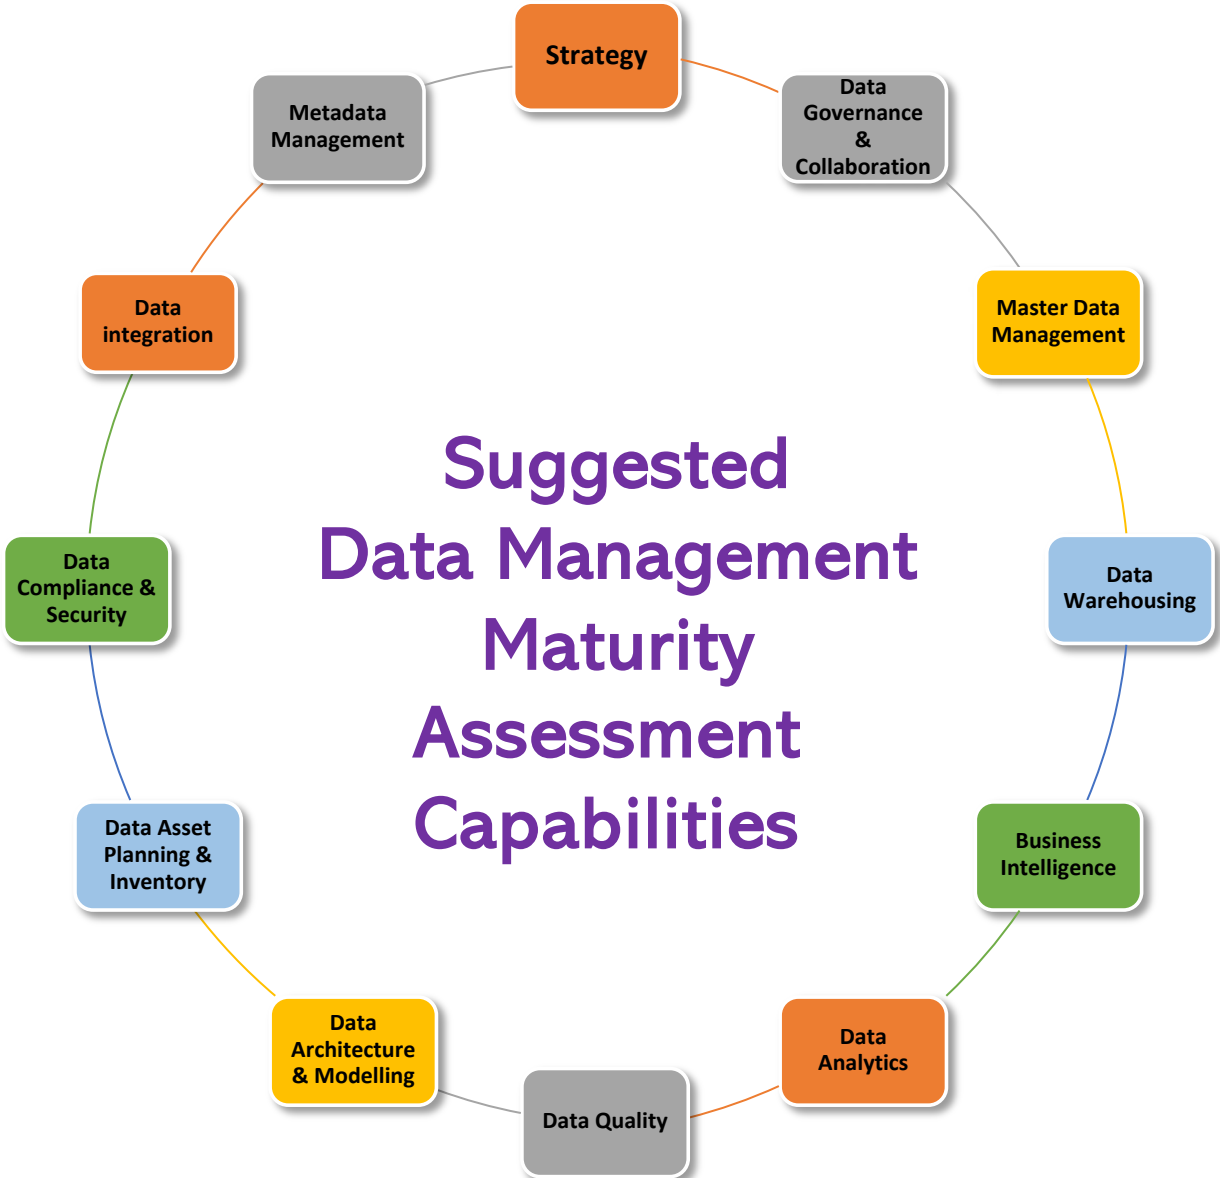 Strategy
Data
Governance
&
Collaboration
Master Data
Management
Data
Warehousing
Business
Intelligence
Data
Analytics
Data Quality
Data
Architecture
& Modelling
Data Asset
Planning &
Inventory
Data
Compliance &
Security
Data
integration
Metadata
Management
Suggested
Data Management
Maturity
Assessment
Capabilities